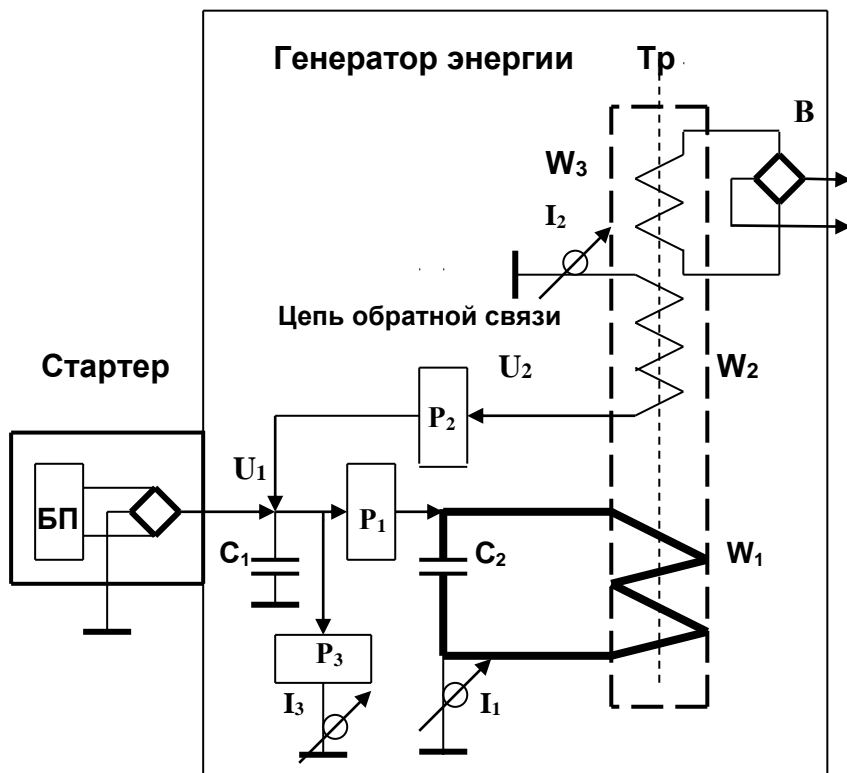 Генератор энергии
Тр
В
W3
I2
Цепь обратной связи
Стартер
U2
W2
P2
U1
БП
P1
C1
C2
W1
P3
I3
I1